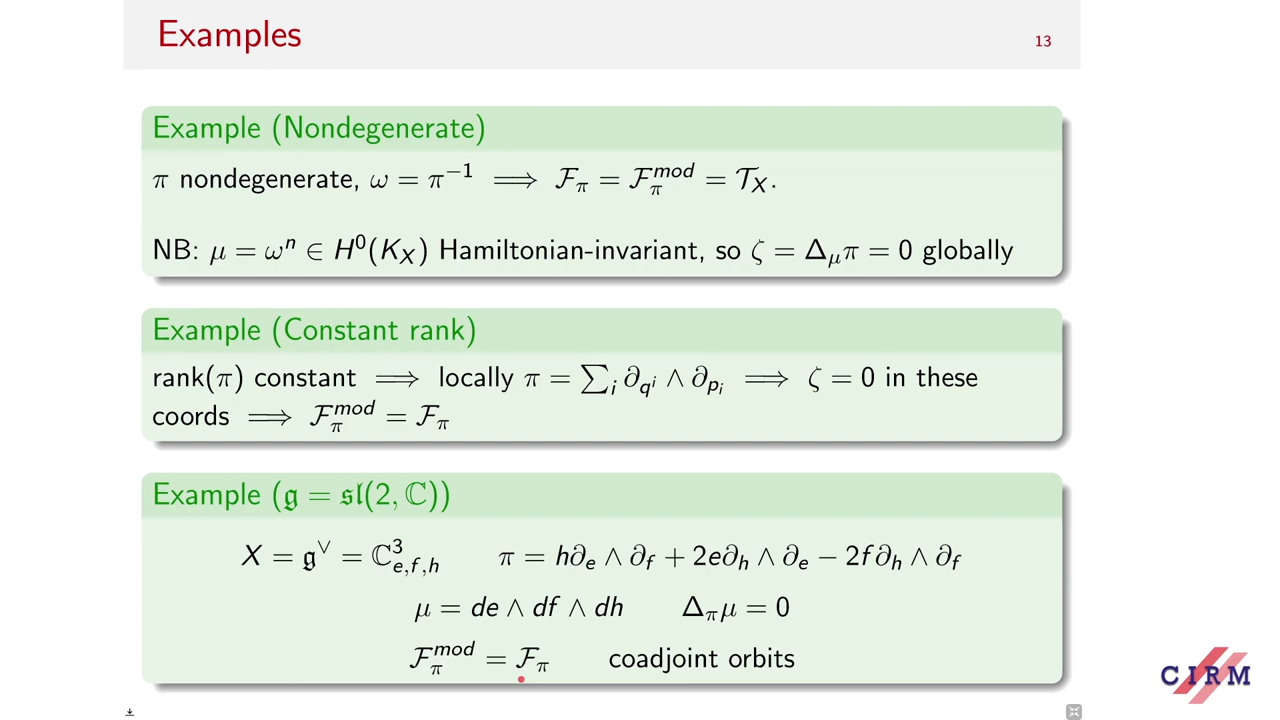 Examples
13
Example (Nondegenerate)
π nondegenerate, ω = π⁻¹ ⟹ ℱ_π = ℱ_π^{mod} = 𝒯_X.
NB: μ = ωⁿ ∈ H⁰(K_X) Hamiltonian-invariant, so ζ = Δ_μπ = 0 globally
Example (Constant rank)
rank(π) constant ⟹ locally π = ∑_i ∂_{qⁱ} ∧ ∂_{p_i} ⟹ ζ = 0 in these
coords ⟹ ℱ_π^{mod} = ℱ_π
Example (𝔤 = 𝔰𝔩(2, ℂ))
X = 𝔤^∨ = ℂ³_{e,f,h} π = h∂_e ∧ ∂_f + 2e∂_h ∧ ∂_e − 2f∂_h ∧ ∂_f
μ = de ∧ df ∧ dh Δ_πμ = 0
ℱ_π^{mod} = ℱ_π coadjoint orbits
CIRM